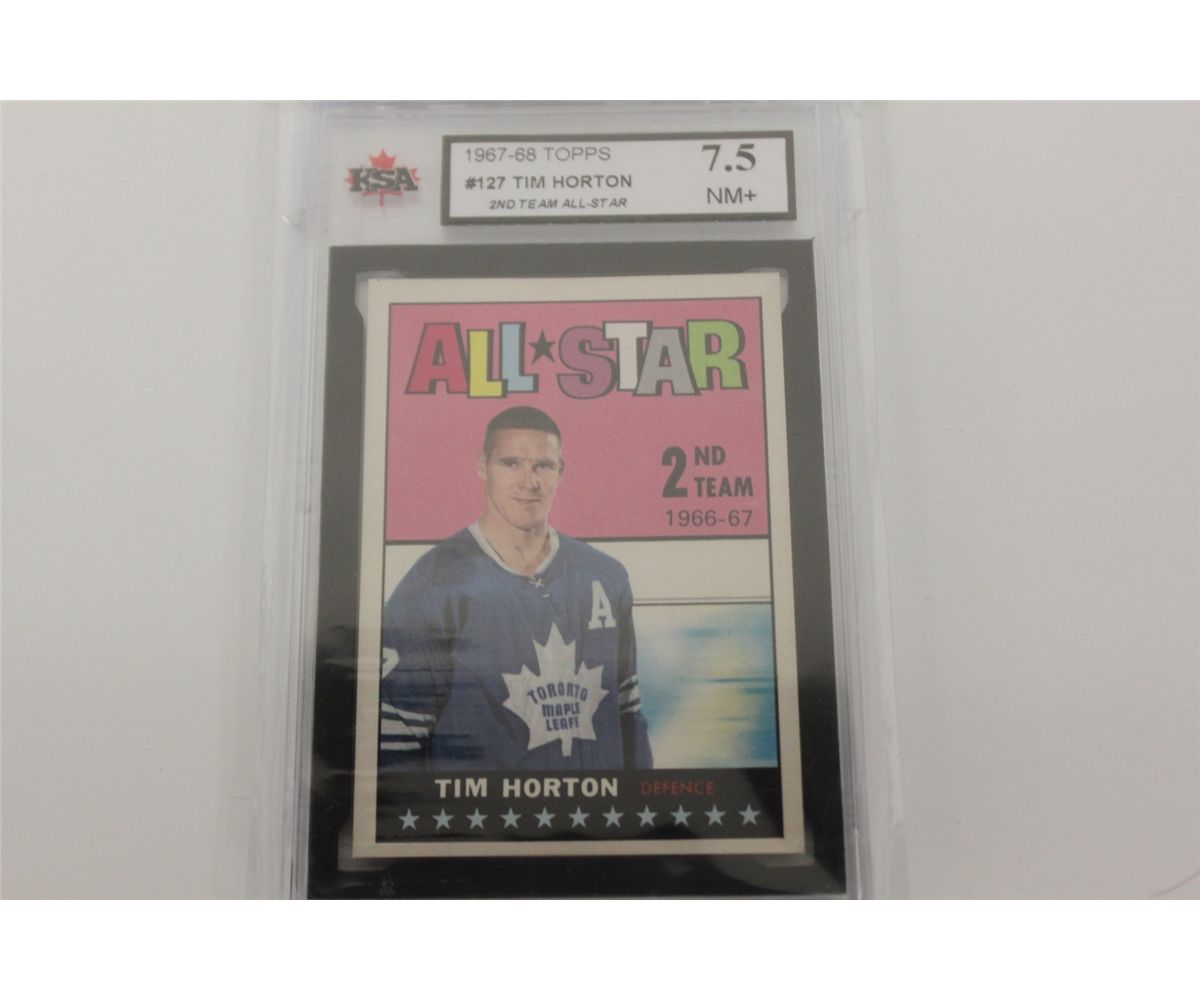 KSA
1967-68 TOPPS
#127 TIM HORTON
2ND TEAM ALL-STAR
7.5
NM+
ALL★STAR
2ND
TEAM
1966-67
A
TORONTO
MAPLE
LEAFS
TIM HORTON DEFENCE